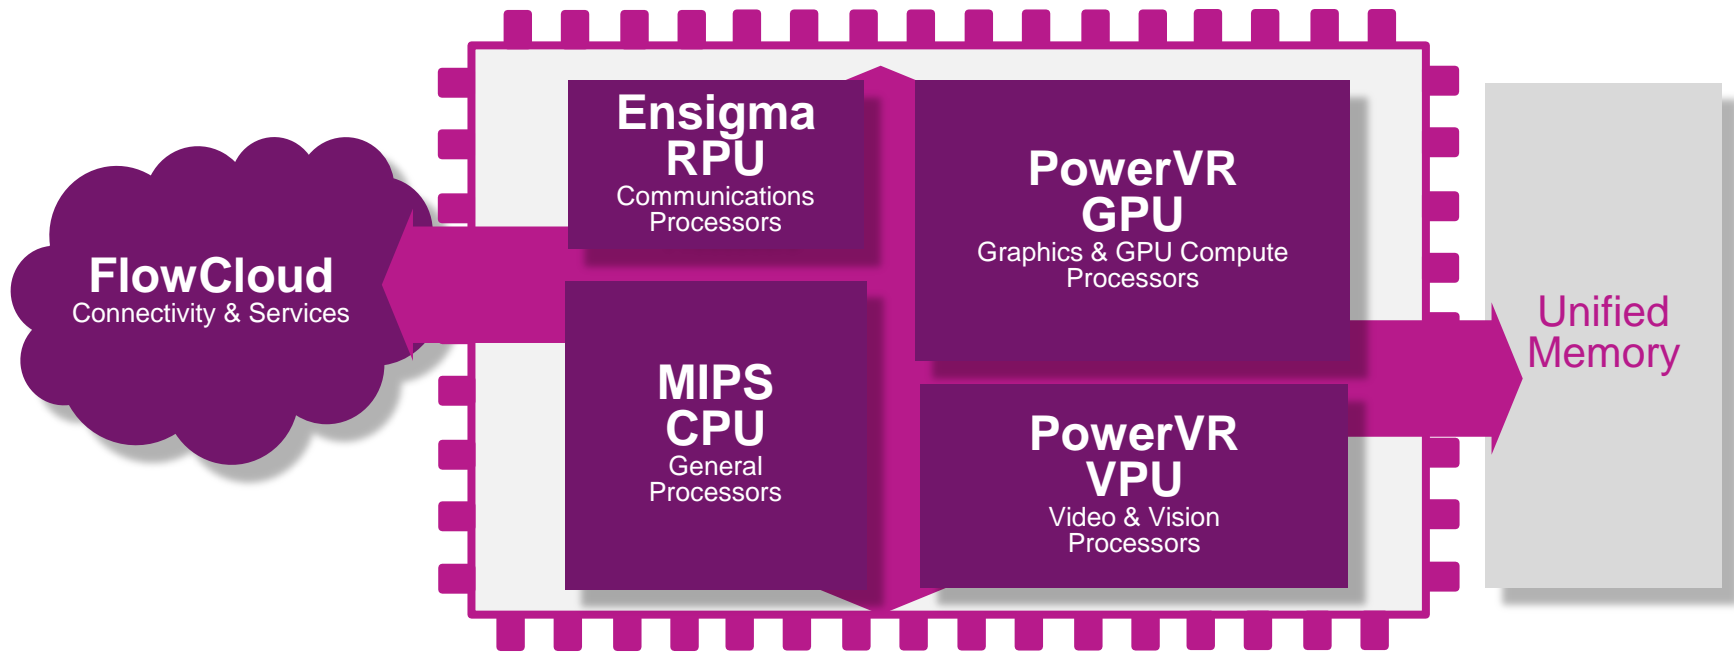 FlowCloud
Connectivity & Services
Ensigma
RPU
Communications
Processors
MIPS
CPU
General
Processors
PowerVR
GPU
Graphics & GPU Compute
Processors
PowerVR
VPU
Video & Vision
Processors
Unified
Memory